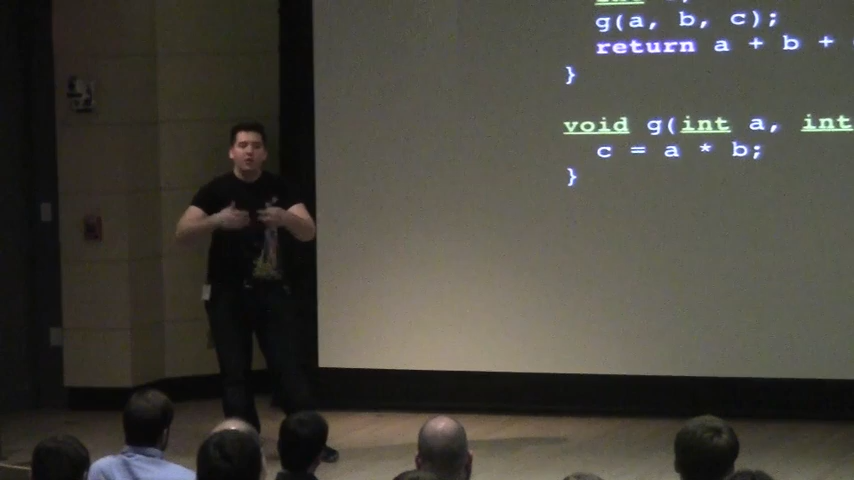 g(a, b, c);
return a + b +
}
void g(int a, int
c = a * b;
}